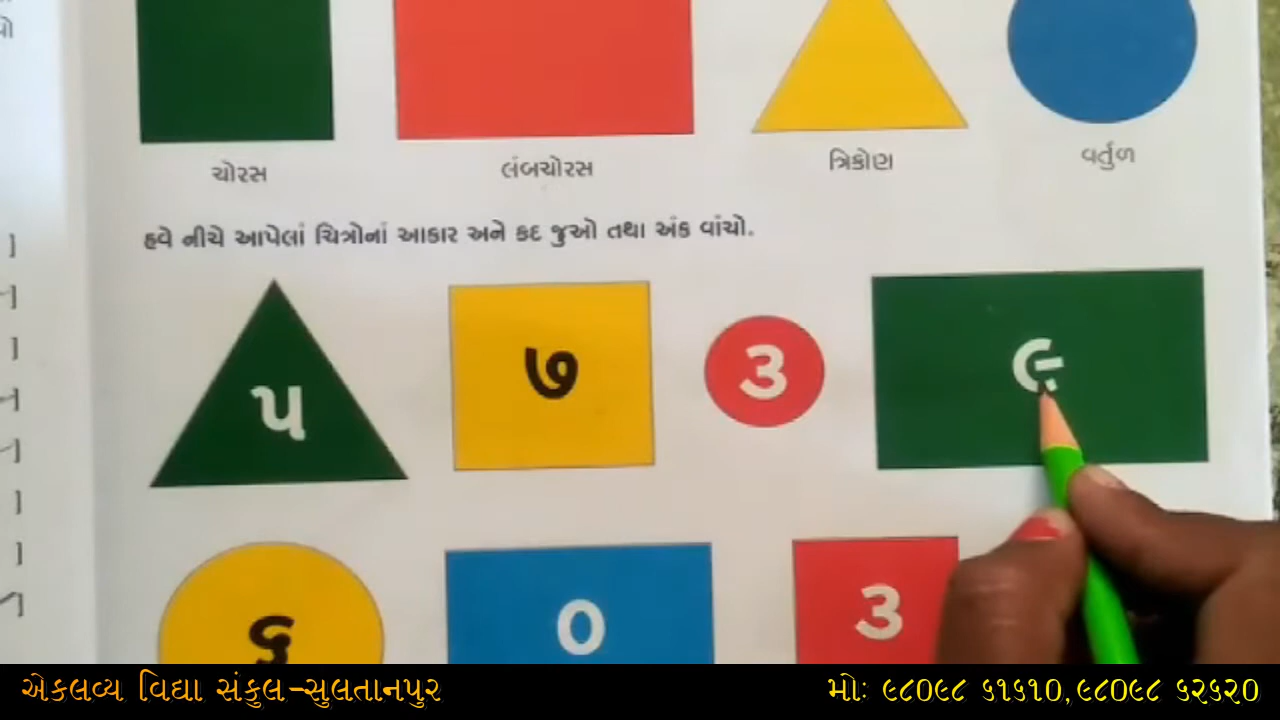 ચોરસ લંબચોરસ ત્રિકોણ વર્તુળ
હવે નીચે આપેલાં ચિત્રોનાં આકાર અને કદ જુઓ તથા અંક વાંચો.
૫ ૭ ૩ ૯
૬ ૦ ૩
એકલવ્ય વિદ્યા સંકુલ-સુલતાનપુર
મોઃ ૯૮૦૯૮ ૬૧૬૧૦,૯૮૦૯૮ ૬૨૬૨૦